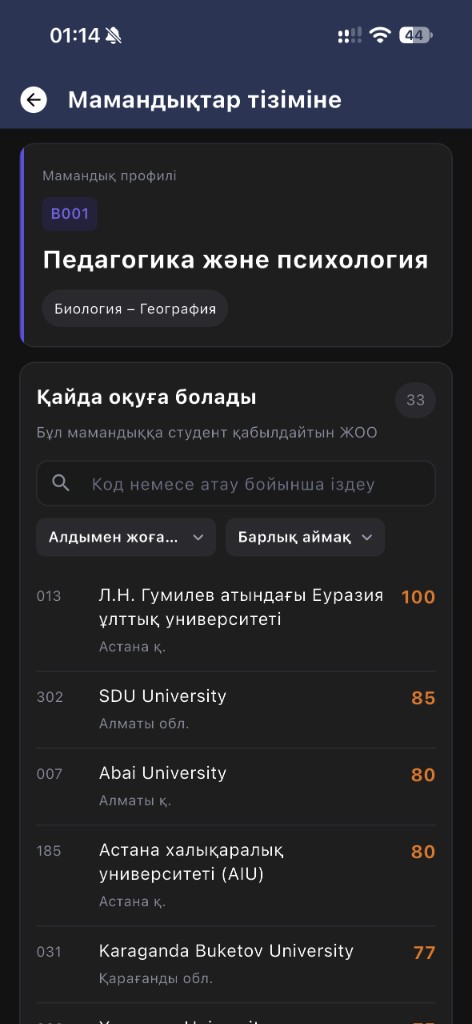 01:14
44
Мамандықтар тізіміне
Мамандық профилі
B001
Педагогика және психология
Биология – География
Қайда оқуға болады
33
Бұл мамандыққа студент қабылдайтын ЖОО
Код немесе атау бойынша іздеу
Алдымен жоға...
Барлық аймақ
013
Л.Н. Гумилев атындағы Еуразия
100
ұлттық университеті
Астана қ.
302
SDU University
85
Алматы обл.
007
Abai University
80
Алматы қ.
185
Астана халықаралық
80
университеті (AIU)
Астана қ.
031
Karaganda Buketov University
77
Қарағанды обл.